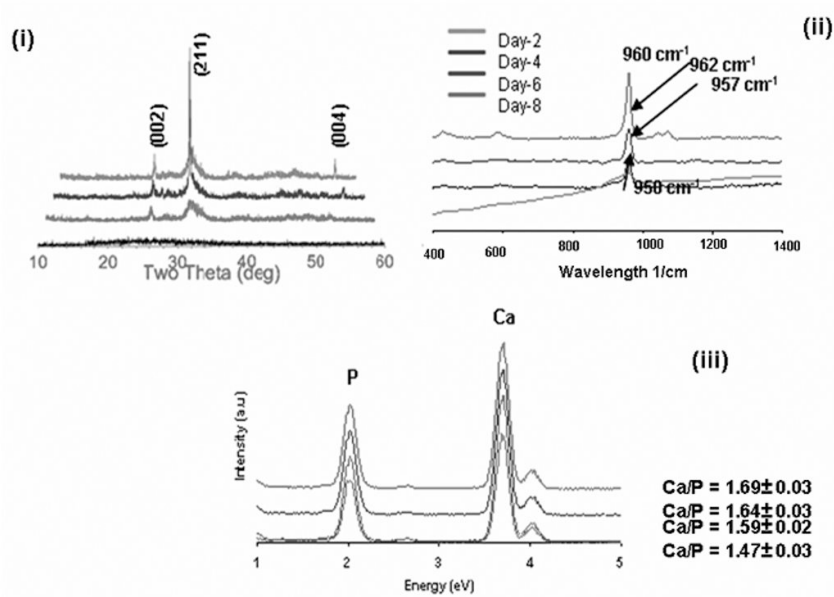 (i)
(211)
(002)
(004)
10 20 30 40 50 60
Two Theta (deg)
(ii)
Day-2
Day-4
Day-6
Day-8
960 cm-1
962 cm-1
957 cm-1
950 cm-1
400 600 800 1000 1200 1400
Wavelength 1/cm
(iii)
Ca
P
Intensity (a.u)
1 2 3 4 5
Energy (eV)
Ca/P = 1.69±0.03
Ca/P = 1.64±0.03
Ca/P = 1.59±0.02
Ca/P = 1.47±0.03